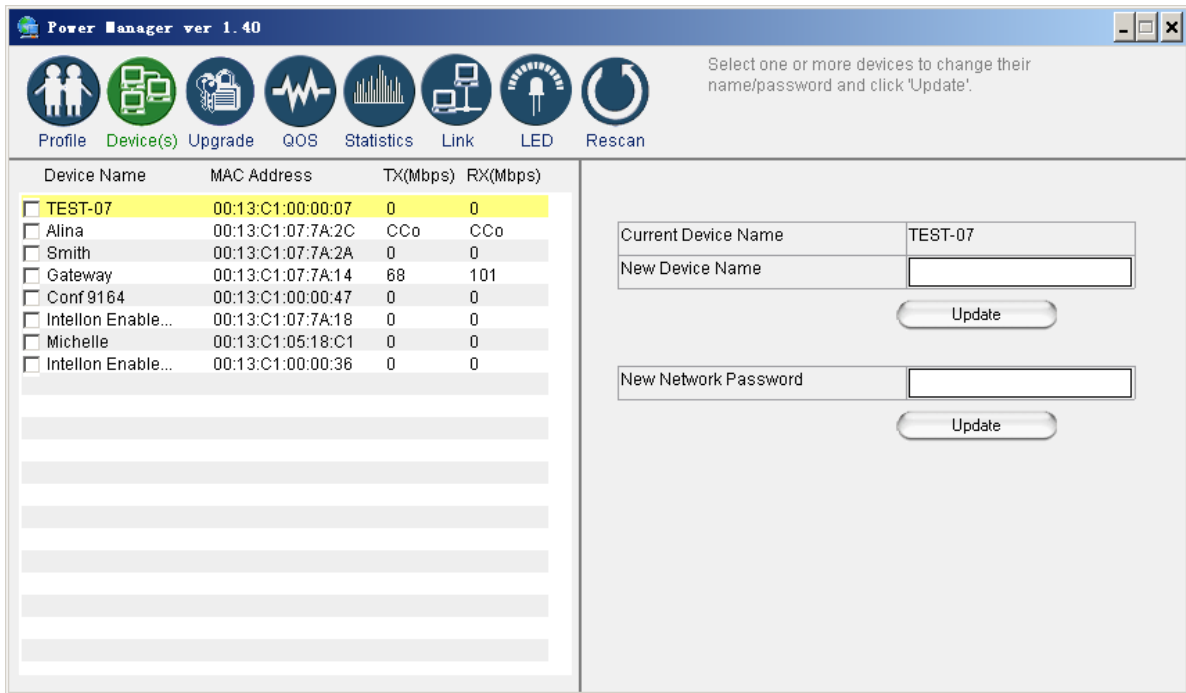 Power Manager ver 1.40
Select one or more devices to change their
name/password and click 'Update'.
Profile Device(s) Upgrade QOS Statistics Link LED Rescan
Device Name MAC Address TX(Mbps) RX(Mbps)
TEST-07 00:13:C1:00:00:07 0 0
Alina 00:13:C1:07:7A:2C CCo CCo
Smith 00:13:C1:07:7A:2A 0 0
Gateway 00:13:C1:07:7A:14 68 101
Conf 9164 00:13:C1:00:00:47 0 0
Intellon Enable... 00:13:C1:07:7A:18 0 0
Michelle 00:13:C1:05:18:C1 0 0
Intellon Enable... 00:13:C1:00:00:36 0 0
Current Device Name TEST-07
New Device Name
Update
New Network Password
Update